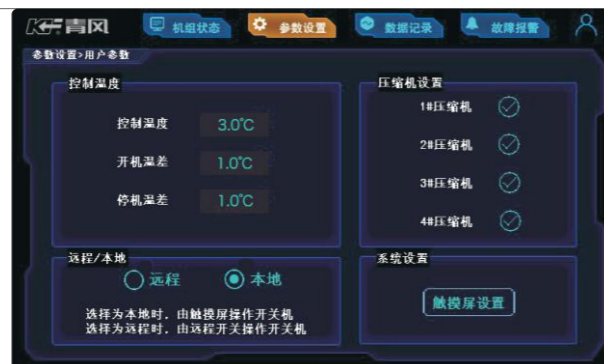 KF 青风
机组状态
参数设置
数据记录
故障报警
参数设置>用户参数
控制温度
控制温度 3.0℃
开机温差 1.0℃
停机温差 1.0℃
压缩机设置
1#压缩机
2#压缩机
3#压缩机
4#压缩机
远程/本地
远程 本地
选择为本地时，由触摸屏操作开关机
选择为远程时，由远程开关操作开关机
系统设置
触摸屏设置